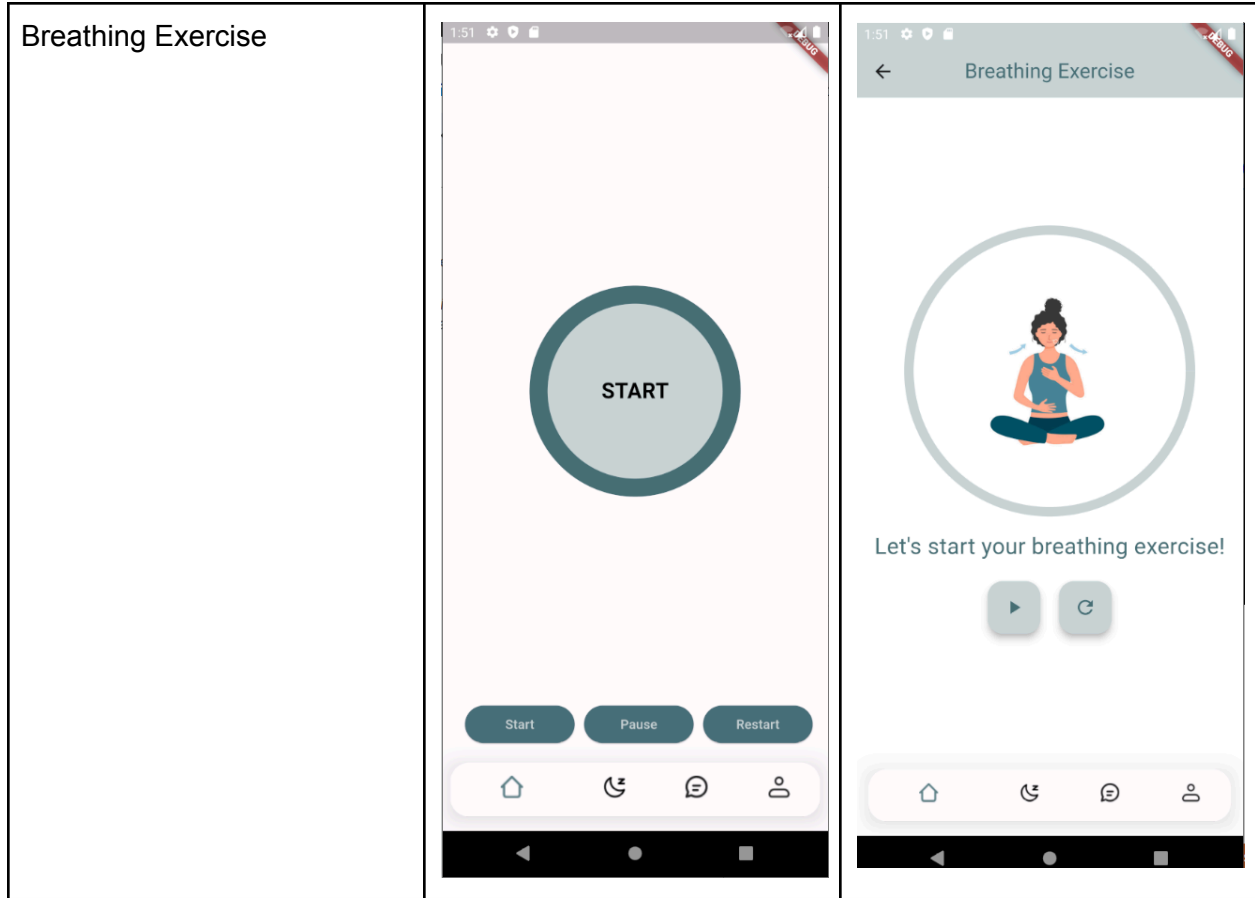 Breathing Exercise
1:51
DEBUG
START
Start Pause Restart
1:51
DEBUG
Breathing Exercise
Let's start your breathing exercise!